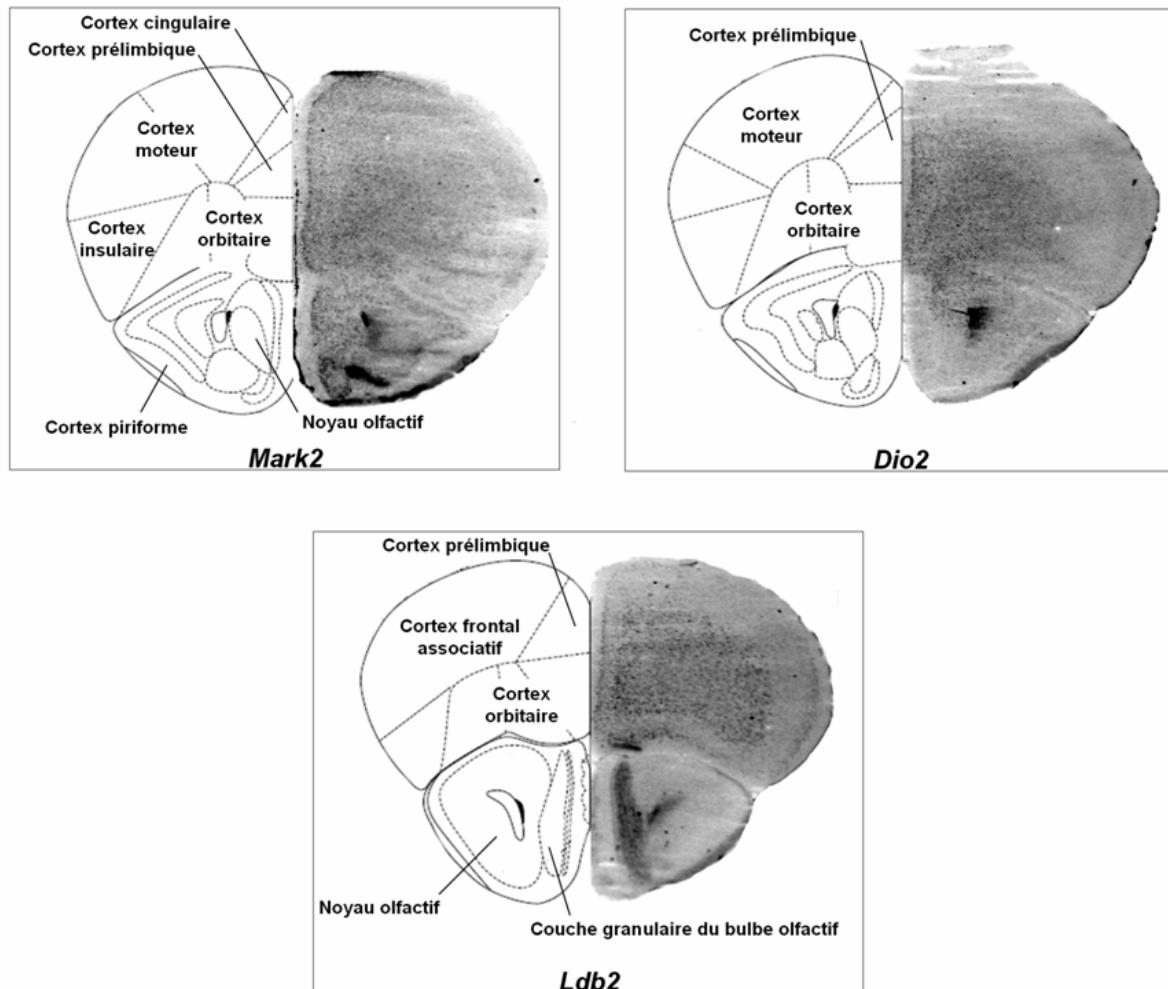 Cortex cingulaire
Cortex prélimbique
Cortex
moteur
Cortex
insulaire
Cortex
orbitaire
Cortex piriforme
Noyau olfactif
Mark2
Cortex prélimbique
Cortex
moteur
Cortex
orbitaire
Dio2
Cortex prélimbique
Cortex frontal
associatif
Cortex
orbitaire
Noyau olfactif
Couche granulaire du bulbe olfactif
Ldb2